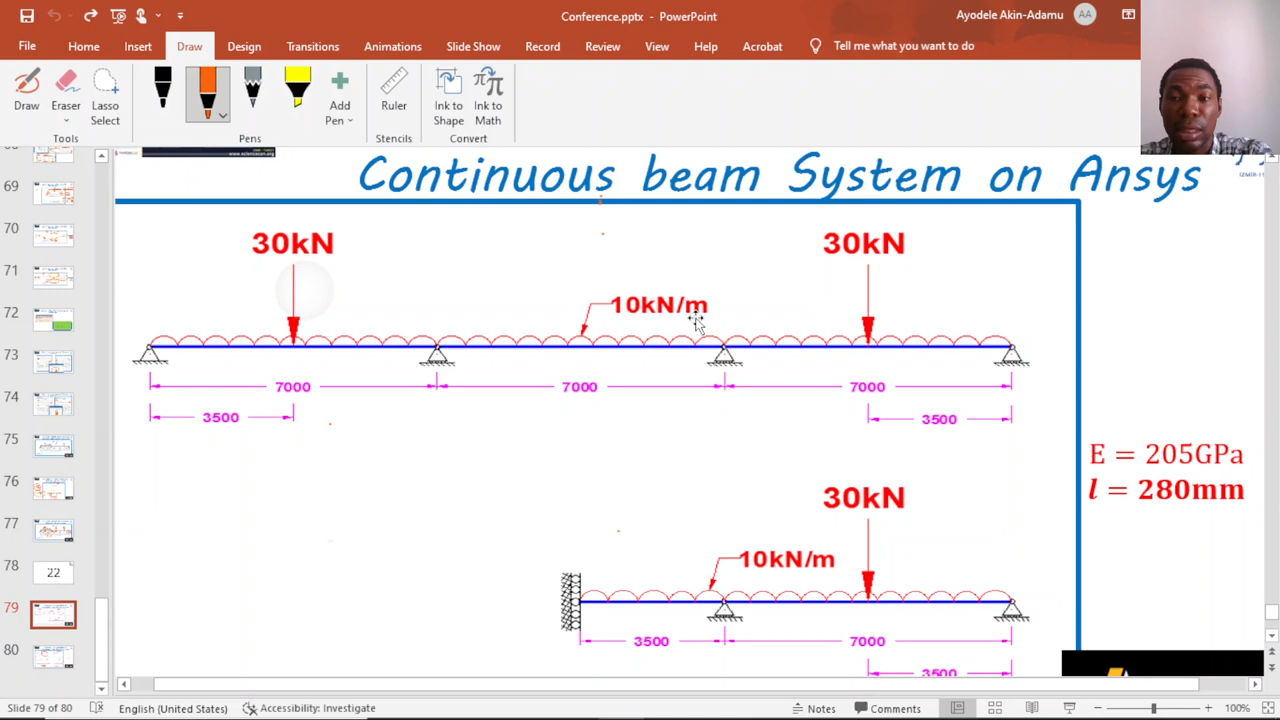 Conference.pptx - PowerPoint
Ayodele Akin-Adamu AA
File Home Insert Draw Design Transitions Animations Slide Show Record Review View Help Acrobat Tell me what you want to do
Draw Eraser Lasso Select Add Pen Ruler Ink to Shape Ink to Math
Tools Pens Stencils Convert
Continuous beam System on Ansys
30kN 30kN
10kN/m
7000 7000 7000
3500 3500
E = 205GPa
l = 280mm
30kN
10kN/m
3500 7000
3500
69
70
71
72
73
74
75
76
77
78 22
79
80
Slide 79 of 80 English (United States) Accessibility: Investigate Notes Comments 100%